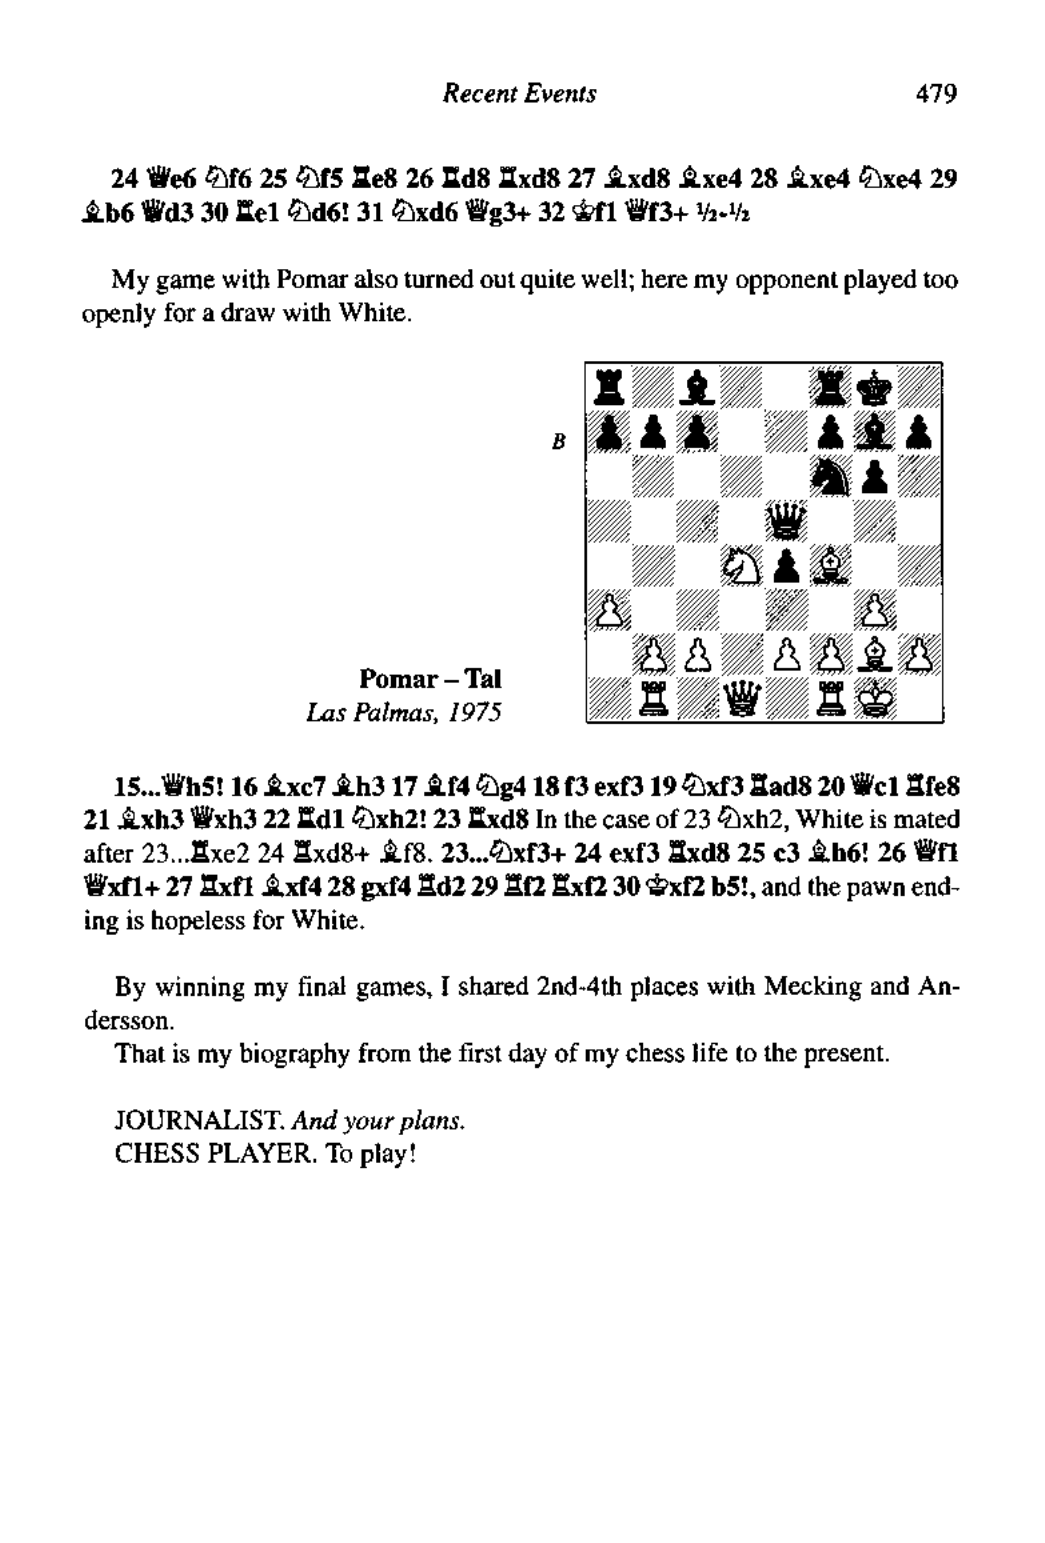 Recent Events 479
24 ♕e6 ♘f6 25 ♘f5 ♖e8 26 ♖d8 ♖xd8 27 ♗xd8 ♗xe4 28 ♗xe4 ♘xe4 29
♗b6 ♕d3 30 ♖e1 ♘d6! 31 ♘xd6 ♕g3+ 32 ♔f1 ♕f3+ ½-½
My game with Pomar also turned out quite well; here my opponent played too
openly for a draw with White.
B
Pomar – Tal
Las Palmas, 1975
15...♕h5! 16 ♗xc7 ♗h3 17 ♗f4 ♘g4 18 f3 exf3 19 ♘xf3 ♖ad8 20 ♕c1 ♖fe8
21 ♗xh3 ♕xh3 22 ♖d1 ♘xh2! 23 ♖xd8 In the case of 23 ♘xh2, White is mated
after 23...♖xe2 24 ♖xd8+ ♗f8. 23...♘xf3+ 24 exf3 ♖xd8 25 c3 ♗h6! 26 ♕f1
♕xf1+ 27 ♖xf1 ♗xf4 28 gxf4 ♖d2 29 ♖f2 ♖xf2 30 ♔xf2 b5!, and the pawn end-
ing is hopeless for White.
By winning my final games, I shared 2nd-4th places with Mecking and An-
dersson.
That is my biography from the first day of my chess life to the present.
JOURNALIST. And your plans.
CHESS PLAYER. To play!